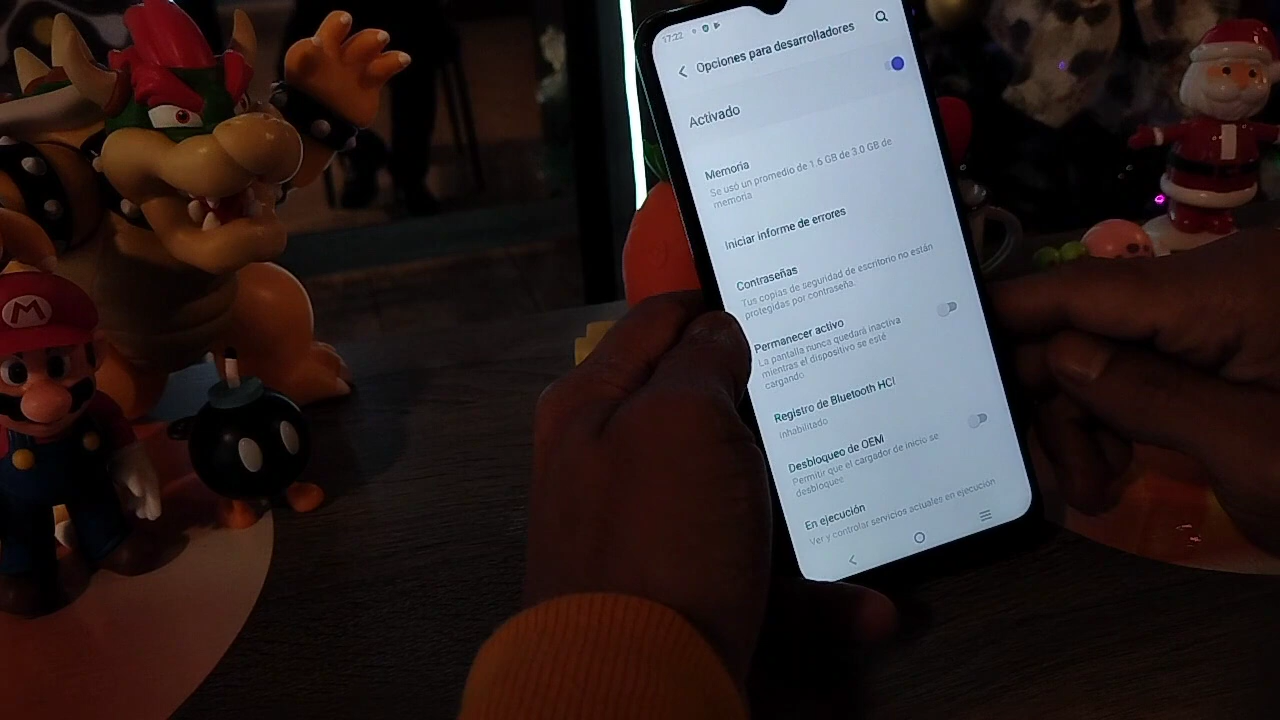 17:22
Opciones para desarrolladores
Activado
Memoria
Se usó un promedio de 1.6 GB de 3.0 GB de
memoria
Iniciar informe de errores
Contraseñas
Tus copias de seguridad de escritorio no están
protegidas por contraseña.
Permanecer activo
La pantalla nunca quedará inactiva
mientras el dispositivo se esté
cargando.
Registro de Bluetooth HCI
Inhabilitado
Desbloqueo de OEM
Permitir que el cargador de inicio se
desbloquee
En ejecución
Ver y controlar servicios actuales en ejecución
M